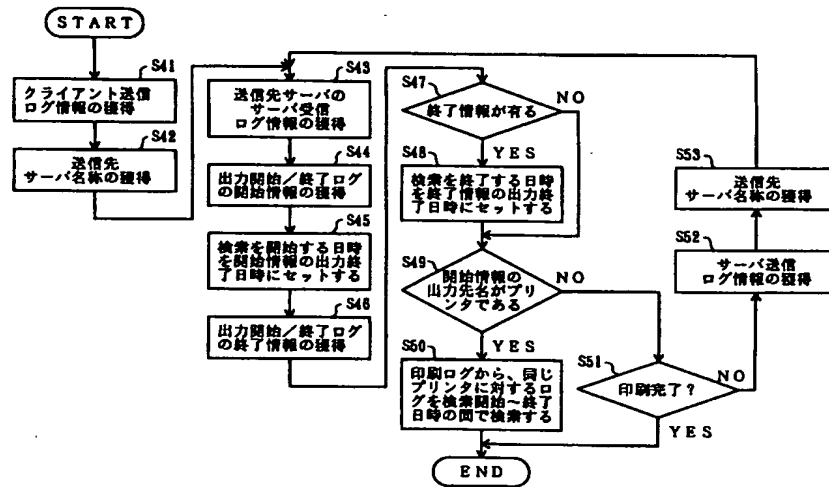 START
S41
クライアント送信
ログ情報の獲得
S42
送信先
サーバ名称の獲得
S43
送信先サーバの
サーバ受信
ログ情報の獲得
S44
出力開始/終了ログ
の開始情報の獲得
S45
検索を開始する日時
を開始情報の出力終
了日時にセットする
S46
出力開始/終了ログ
の終了情報の獲得
S47
終了情報が有る
NO
YES
S48
検索を終了する日時
を終了情報の出力終
了日時にセットする
S49
開始情報の
出力先名がプリ
ンタである
NO
YES
S50
印刷ログから、同じ
プリンタに対するロ
グを検索開始~終了
日時の間で検索する
S51
印刷完了?
NO
YES
S52
サーバ送信
ログ情報の獲得
S53
送信先
サーバ名称の獲得
END